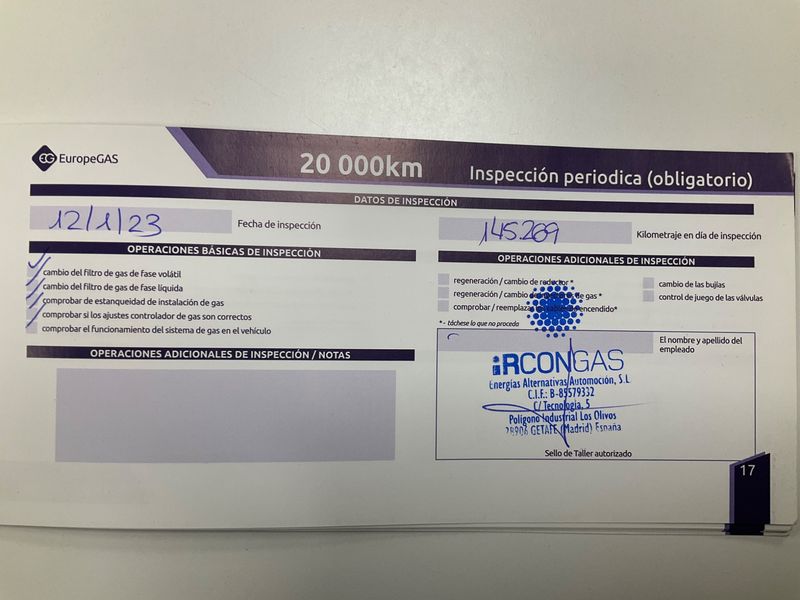 EG EuropeGAS
20 000km
Inspección periodica (obligatorio)
DATOS DE INSPECCIÓN
12/1/23 Fecha de inspección
145.269 Kilometraje en día de inspección
OPERACIONES BÁSICAS DE INSPECCIÓN
cambio del filtro de gas de fase volátil
cambio del filtro de gas de fase líquida
comprobar de estanqueidad de instalación de gas
comprobar si los ajustes controlador de gas son correctos
comprobar el funcionamiento del sistema de gas en el vehículo
OPERACIONES ADICIONALES DE INSPECCIÓN / NOTAS
OPERACIONES ADICIONALES DE INSPECCIÓN
regeneración / cambio de reductor *
regeneración / cambio de gas *
comprobar / reemplazar encendido*
cambio de las bujías
control de juego de las válvulas
* - táchese lo que no proceda
El nombre y apellido del
empleado
iRCONGAS
Energías Alternativas Automoción, S.L
C.I.F.: B-85579332
C/ Tecnología, 5
Polígono Industrial Los Olivos
28906 GETAFE (Madrid) España
Sello de Taller autorizado
17